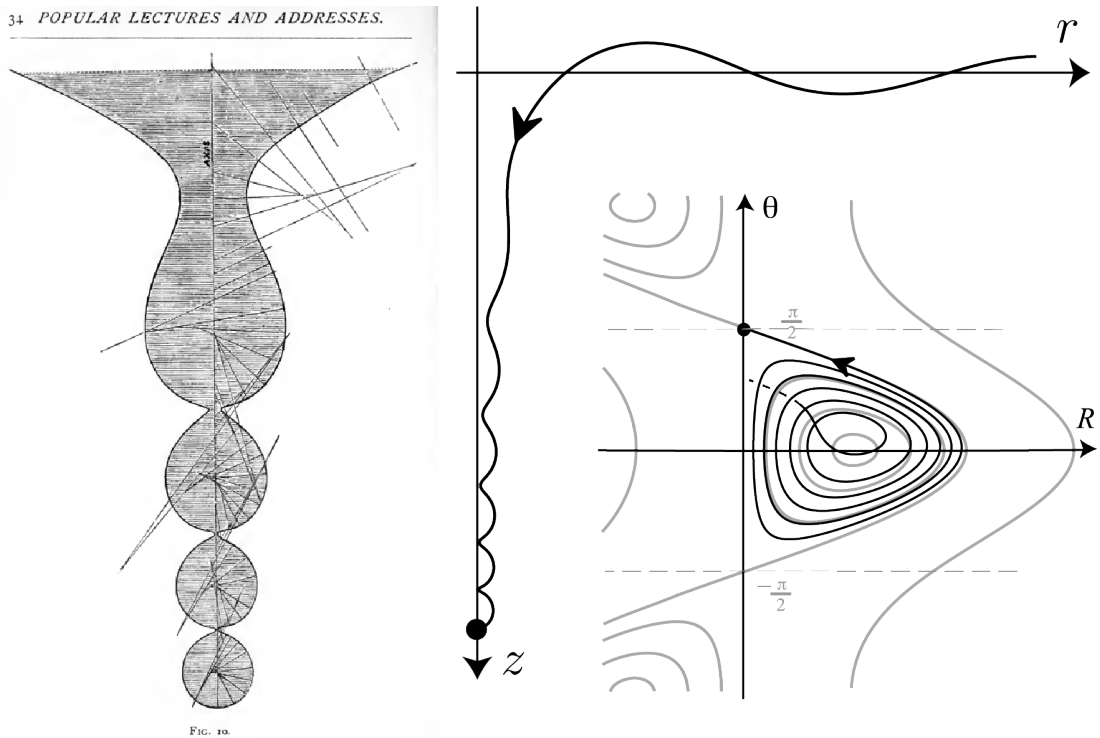 34 POPULAR LECTURES AND ADDRESSES.
AXIS
FIG. 10.
r
z
θ
π
2
R
-π
2